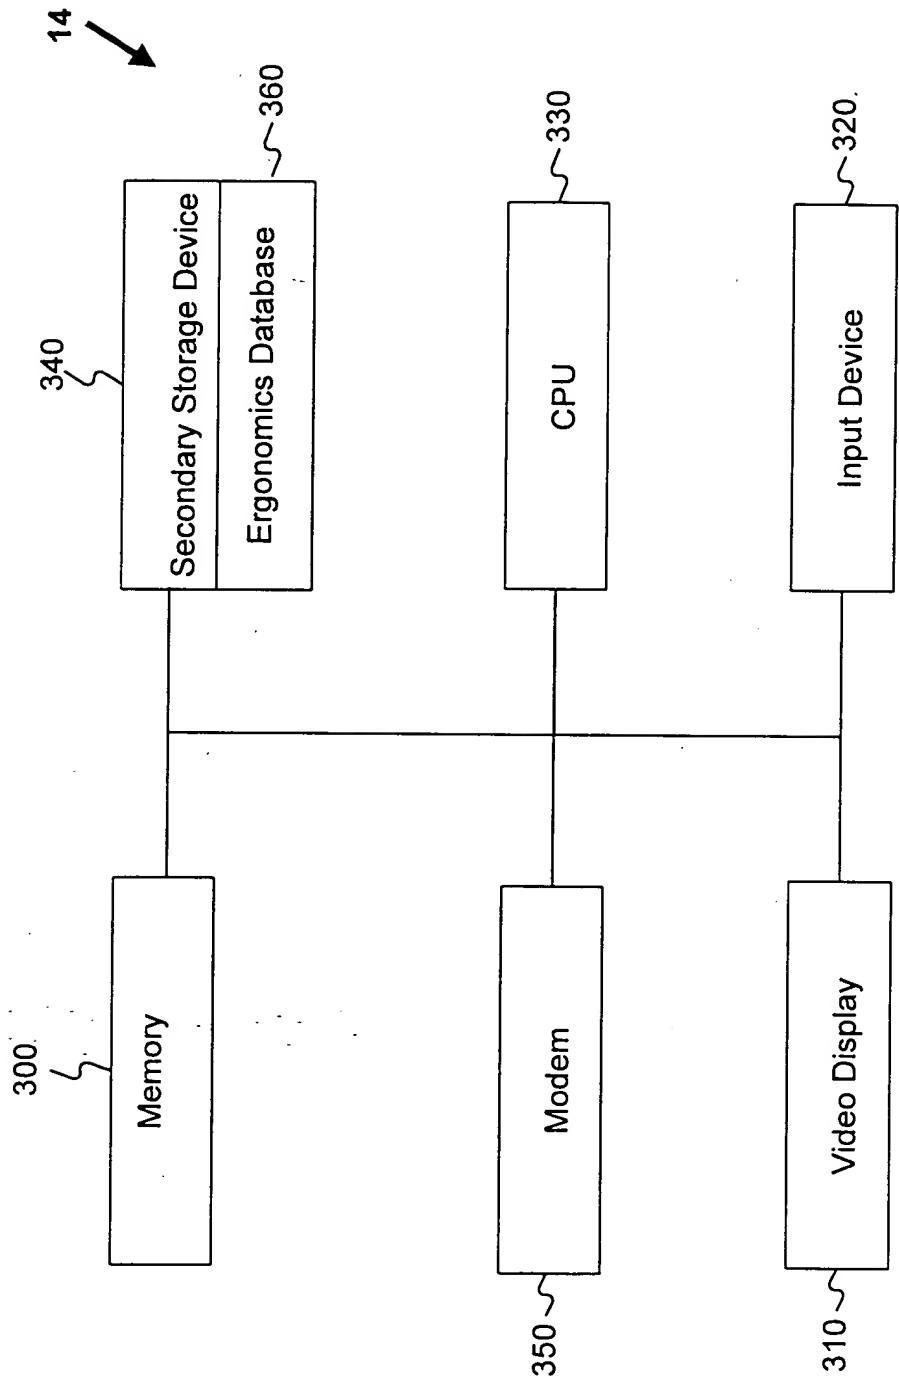 14
340
360
Secondary Storage Device
Ergonomics Database
300
Memory
330
CPU
350
Modem
320.
Input Device
310
Video Display